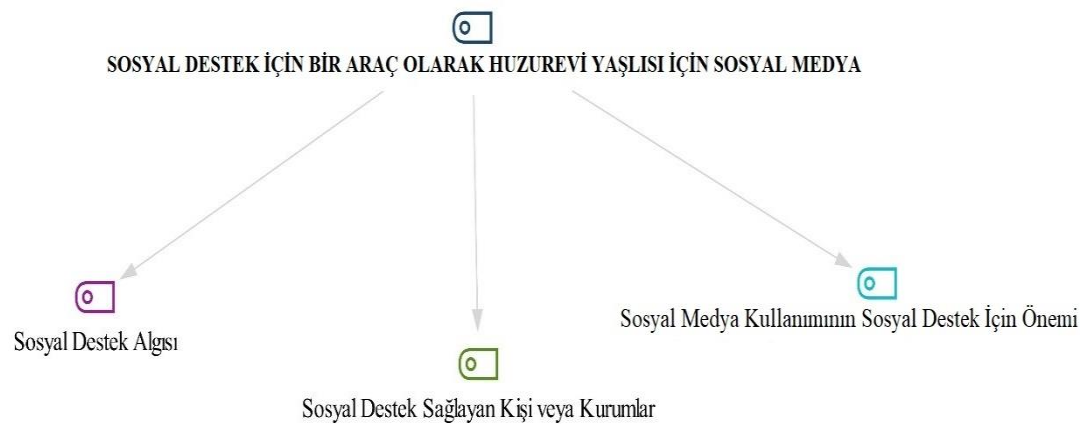 SOSYAL DESTEK İÇİN BİR ARAÇ OLARAK HUZUREVİ YAŞLISI İÇİN SOSYAL MEDYA
Sosyal Destek Algısı
Sosyal Medya Kullanımının Sosyal Destek İçin Önemi
Sosyal Destek Sağlayan Kişi veya Kurumlar